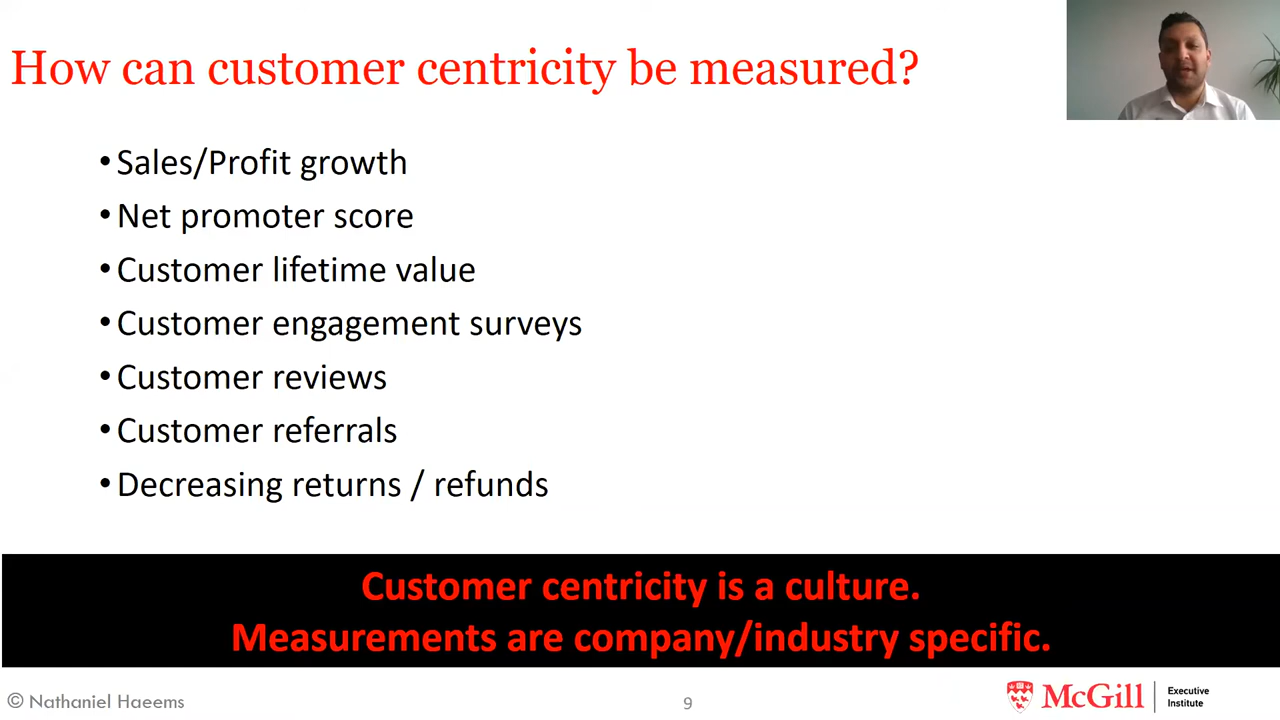 How can customer centricity be measured?
• Sales/Profit growth
• Net promoter score
• Customer lifetime value
• Customer engagement surveys
• Customer reviews
• Customer referrals
• Decreasing returns / refunds
Customer centricity is a culture.
Measurements are company/industry specific.
© Nathaniel Haeems
9
McGill
Executive
Institute